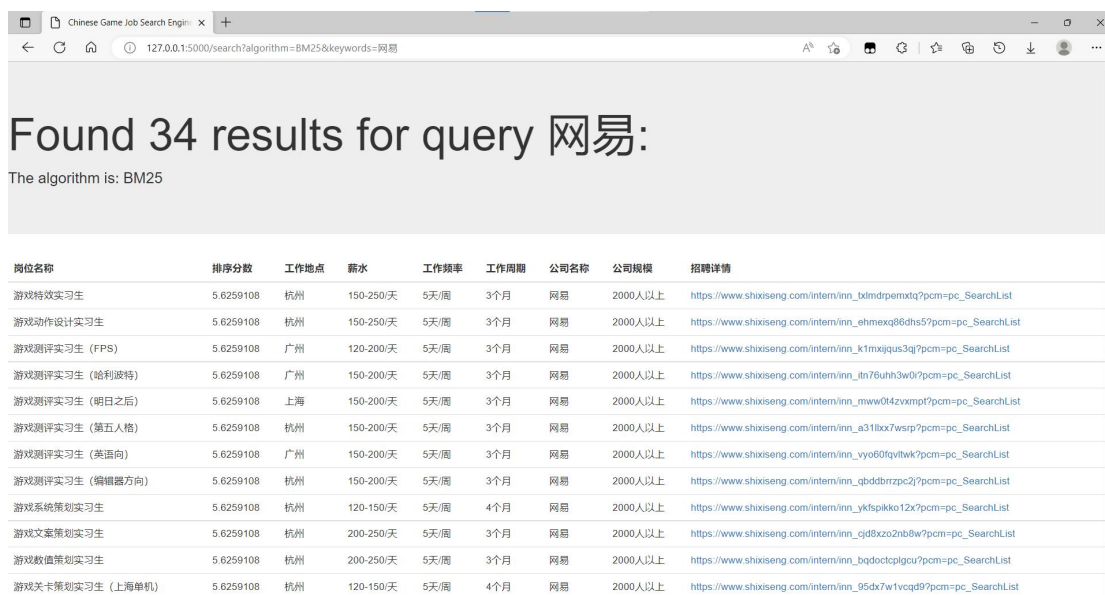 Chinese Game Job Search Engin
127.0.0.1:5000/search?algorithm=BM25&keywords=网易
Found 34 results for query 网易:
The algorithm is: BM25
岗位名称 排序分数 工作地点 薪水 工作频率 工作周期 公司名称 公司规模 招聘详情
游戏特效实习生 5.6259108 杭州 150-250/天 5天/周 3个月 网易 2000人以上 https://www.shixiseng.com/intern/inn_txlmdrpemxtq?pcm=pc_SearchList
游戏动作设计实习生 5.6259108 杭州 150-250/天 5天/周 3个月 网易 2000人以上 https://www.shixiseng.com/intern/inn_ehmexq86dhs5?pcm=pc_SearchList
游戏测评实习生（FPS） 5.6259108 广州 120-200/天 5天/周 3个月 网易 2000人以上 https://www.shixiseng.com/intern/inn_k1mxijqus3qj?pcm=pc_SearchList
游戏测评实习生（哈利波特） 5.6259108 广州 150-200/天 5天/周 3个月 网易 2000人以上 https://www.shixiseng.com/intern/inn_itn76uhh3w0i?pcm=pc_SearchList
游戏测评实习生（明日之后） 5.6259108 上海 150-200/天 5天/周 3个月 网易 2000人以上 https://www.shixiseng.com/intern/inn_mww0t4zvxmpt?pcm=pc_SearchList
游戏测评实习生（第五人格） 5.6259108 杭州 150-200/天 5天/周 3个月 网易 2000人以上 https://www.shixiseng.com/intern/inn_a31llxx7wsrp?pcm=pc_SearchList
游戏测评实习生（英语向） 5.6259108 广州 150-200/天 5天/周 3个月 网易 2000人以上 https://www.shixiseng.com/intern/inn_vyo60fqvltwk?pcm=pc_SearchList
游戏测评实习生（编辑器方向） 5.6259108 杭州 150-200/天 5天/周 3个月 网易 2000人以上 https://www.shixiseng.com/intern/inn_qbddbrrzpc2j?pcm=pc_SearchList
游戏系统策划实习生 5.6259108 杭州 120-150/天 5天/周 4个月 网易 2000人以上 https://www.shixiseng.com/intern/inn_ykfspikko12x?pcm=pc_SearchList
游戏文案策划实习生 5.6259108 杭州 200-250/天 5天/周 3个月 网易 2000人以上 https://www.shixiseng.com/intern/inn_cjd8xzo2nb8w?pcm=pc_SearchList
游戏数值策划实习生 5.6259108 杭州 200-250/天 5天/周 3个月 网易 2000人以上 https://www.shixiseng.com/intern/inn_bqdoctcplgcu?pcm=pc_SearchList
游戏关卡策划实习生（上海单机） 5.6259108 杭州 120-150/天 5天/周 4个月 网易 2000人以上 https://www.shixiseng.com/intern/inn_95dx7w1vcqd9?pcm=pc_SearchList